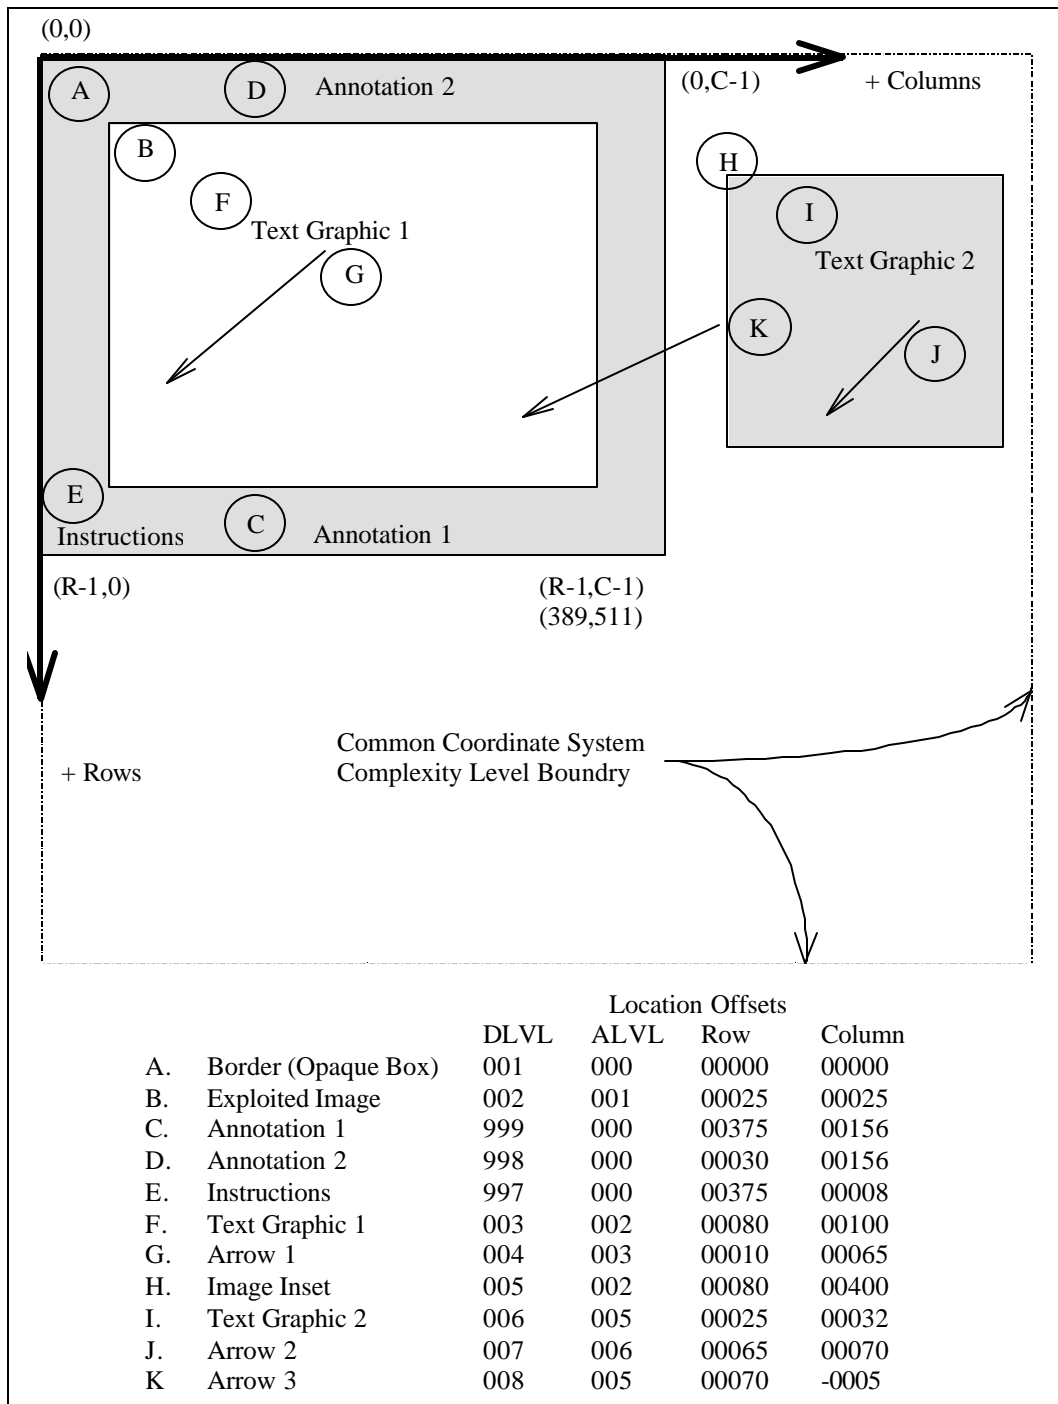 (0,0)
A
D
Annotation 2
(0,C-1)
+ Columns
B
H
F
I
Text Graphic 1
Text Graphic 2
G
K
J
E
C
Instructions
Annotation 1
(R-1,0)
(R-1,C-1)
(389,511)
Common Coordinate System
+ Rows
Complexity Level Boundry
Location Offsets
DLVL ALVL Row Column
A. Border (Opaque Box) 001 000 00000 00000
B. Exploited Image 002 001 00025 00025
C. Annotation 1 999 000 00375 00156
D. Annotation 2 998 000 00030 00156
E. Instructions 997 000 00375 00008
F. Text Graphic 1 003 002 00080 00100
G. Arrow 1 004 003 00010 00065
H. Image Inset 005 002 00080 00400
I. Text Graphic 2 006 005 00025 00032
J. Arrow 2 007 006 00065 00070
K Arrow 3 008 005 00070 -0005